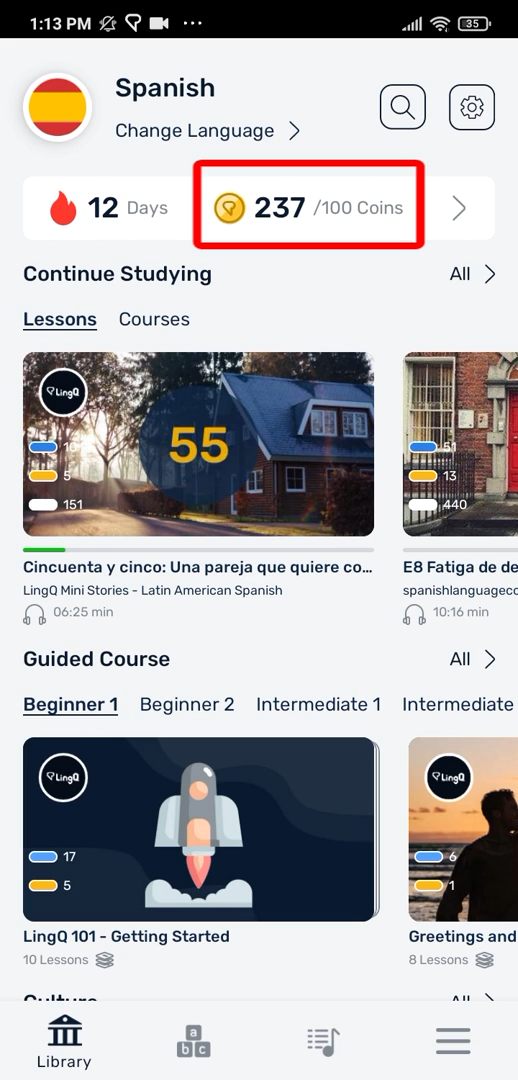 1:13 PM
35
Spanish
Change Language
12 Days
237 /100 Coins
Continue Studying
All
Lessons Courses
LingQ
55
5
151
51
13
440
Cincuenta y cinco: Una pareja que quiere co...
LingQ Mini Stories - Latin American Spanish
06:25 min
E8 Fatiga de de
spanishlanguageco
10:16 min
Guided Course
All
Beginner 1 Beginner 2 Intermediate 1 Intermediate
LingQ
17
5
LingQ
6
1
LingQ 101 - Getting Started
10 Lessons
Greetings and
8 Lessons
Culture
All
a
b c
Library